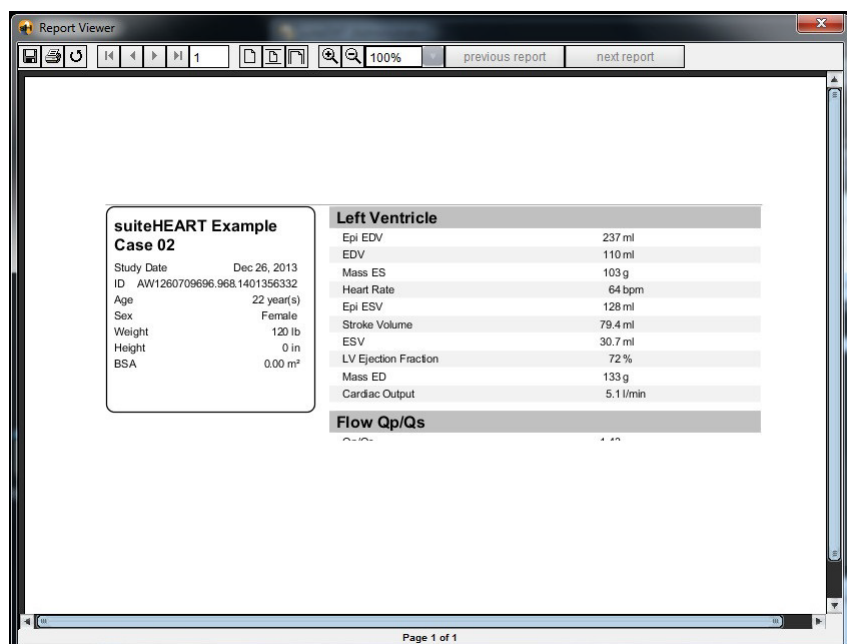 Report Viewer
1
100%
previous report
next report
suiteHEART Example
Case 02
Study Date Dec 26, 2013
ID AW1260709696.968.1401356332
Age 22 year(s)
Sex Female
Weight 120 lb
Height 0 in
BSA 0.00 m²
Left Ventricle
Epi EDV 237 ml
EDV 110 ml
Mass ES 103 g
Heart Rate 64 bpm
Epi ESV 128 ml
Stroke Volume 79.4 ml
ESV 30.7 ml
LV Ejection Fraction 72 %
Mass ED 133 g
Cardiac Output 5.1 l/min
Flow Qp/Qs
Page 1 of 1